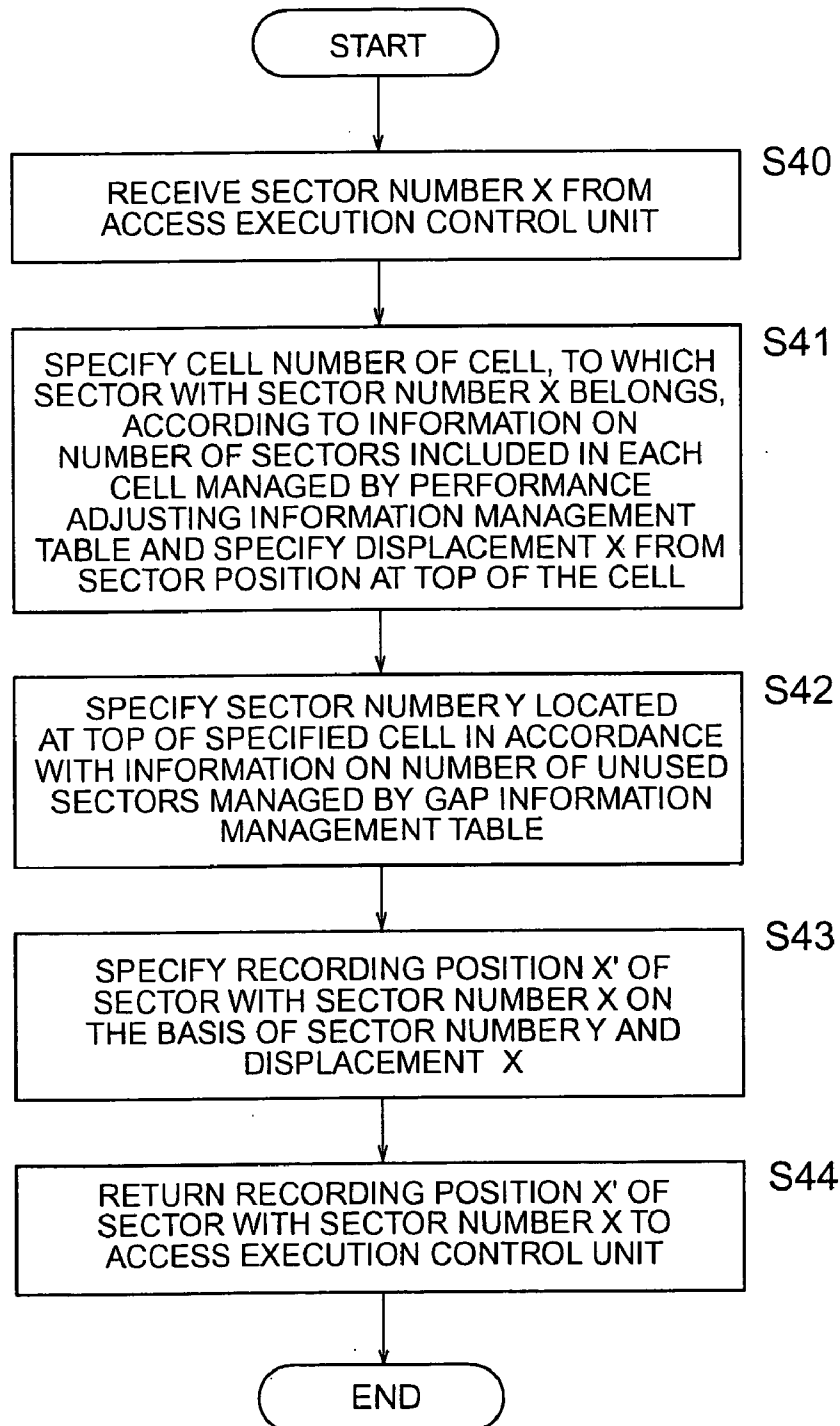 START
S40
RECEIVE SECTOR NUMBER X FROM
ACCESS EXECUTION CONTROL UNIT
S41
SPECIFY CELL NUMBER OF CELL, TO WHICH
SECTOR WITH SECTOR NUMBER X BELONGS,
ACCORDING TO INFORMATION ON
NUMBER OF SECTORS INCLUDED IN EACH
CELL MANAGED BY PERFORMANCE
ADJUSTING INFORMATION MANAGEMENT
TABLE AND SPECIFY DISPLACEMENT X FROM
SECTOR POSITION AT TOP OF THE CELL
S42
SPECIFY SECTOR NUMBER Y LOCATED
AT TOP OF SPECIFIED CELL IN ACCORDANCE
WITH INFORMATION ON NUMBER OF UNUSED
SECTORS MANAGED BY GAP INFORMATION
MANAGEMENT TABLE
S43
SPECIFY RECORDING POSITION X' OF
SECTOR WITH SECTOR NUMBER X ON
THE BASIS OF SECTOR NUMBER Y AND
DISPLACEMENT X
S44
RETURN RECORDING POSITION X' OF
SECTOR WITH SECTOR NUMBER X TO
ACCESS EXECUTION CONTROL UNIT
END